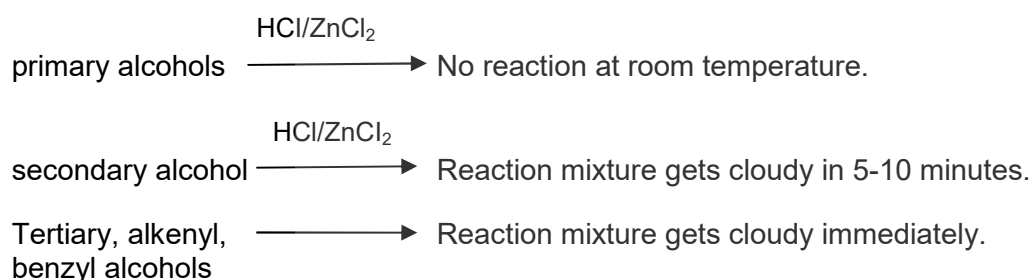 HCl/ZnCl₂
primary alcohols No reaction at room temperature.
HCl/ZnCl₂
secondary alcohol Reaction mixture gets cloudy in 5-10 minutes.
Tertiary, alkenyl, Reaction mixture gets cloudy immediately.
benzyl alcohols